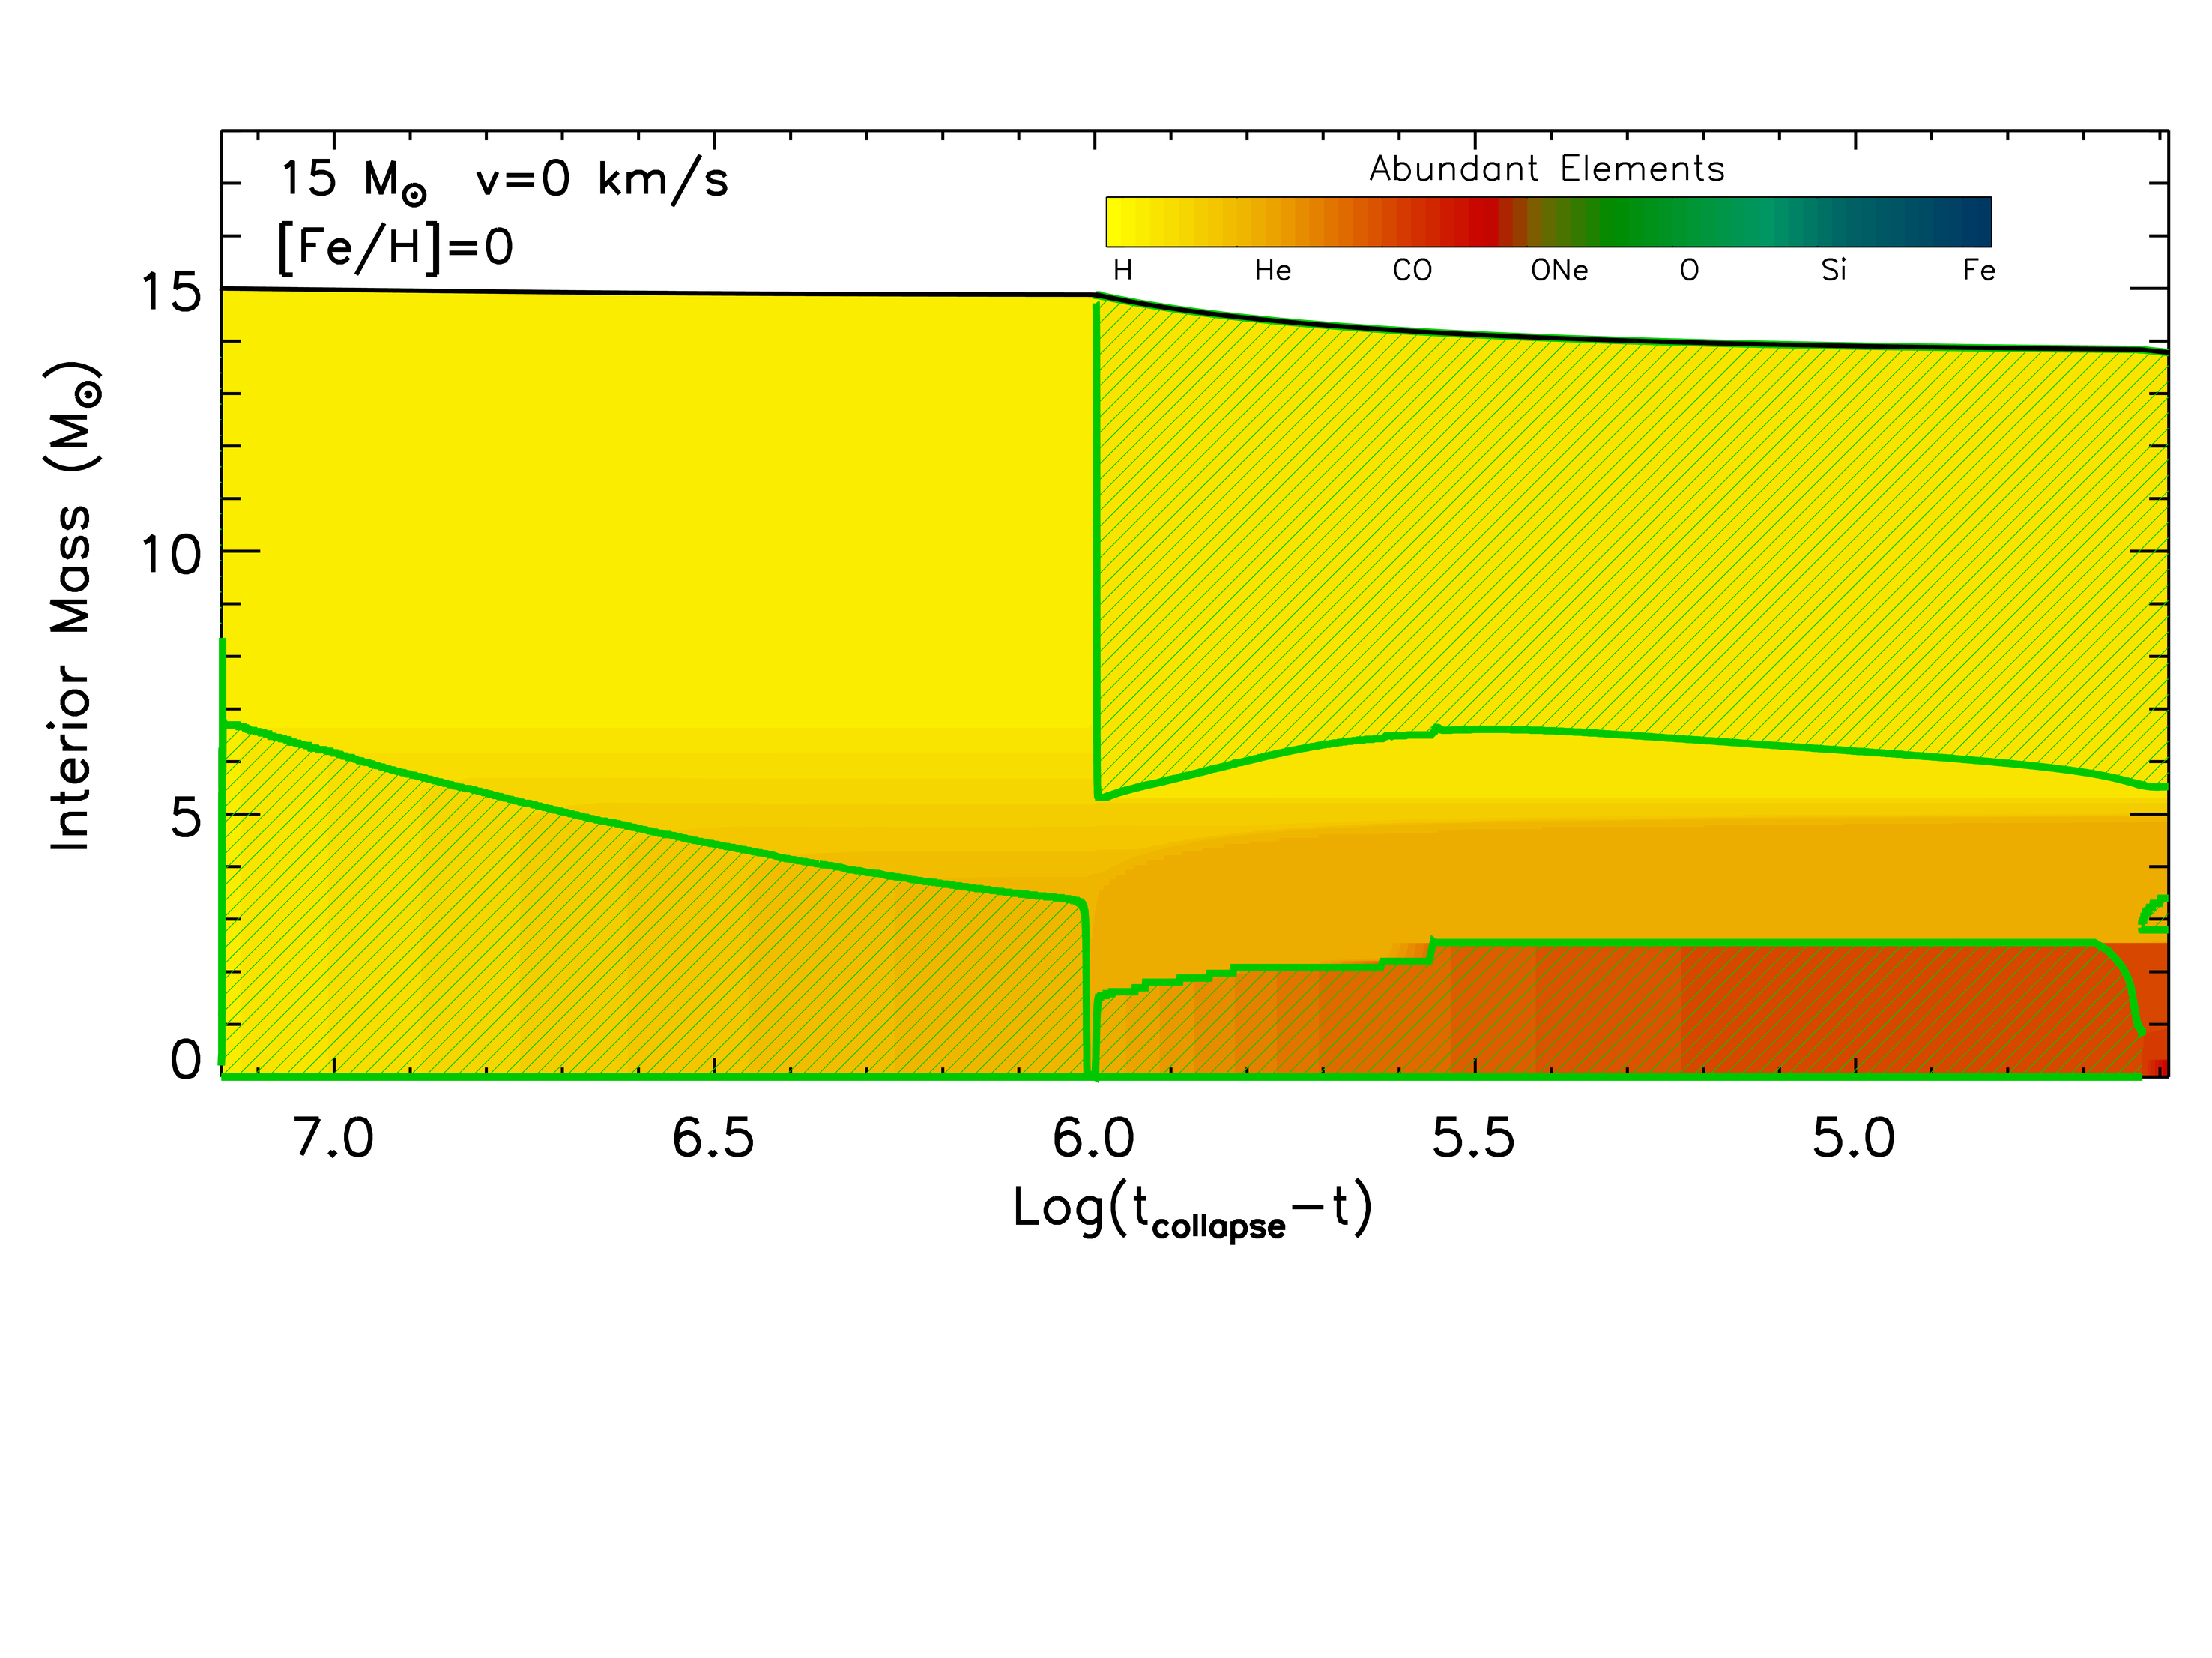 15 M☉ v=0 km/s
[Fe/H]=0
Abundant Elements
H He CO ONe O Si Fe
15
10
5
0
Interior Mass (M☉)
7.0 6.5 6.0 5.5 5.0
Log(tcollapse−t)